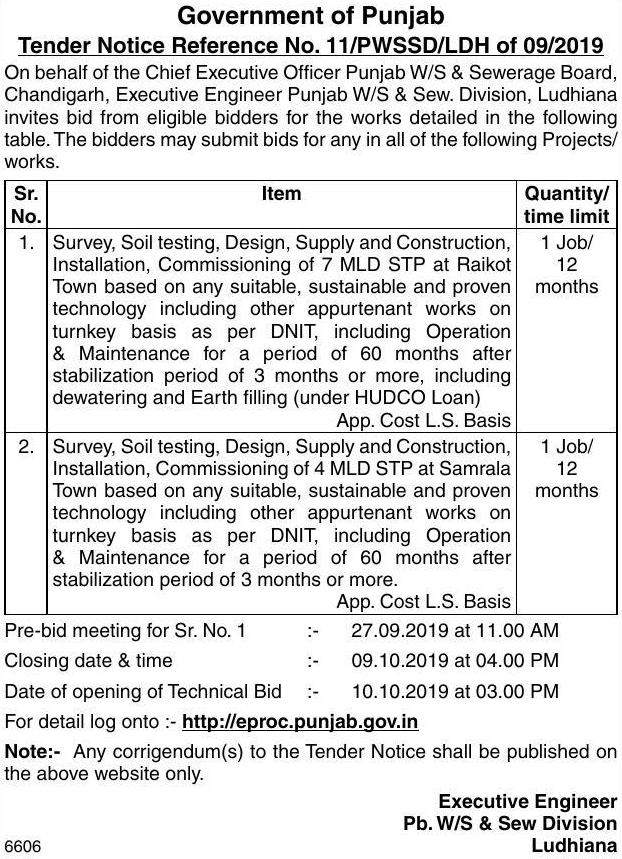 Government of Punjab
Tender Notice Reference No. 11/PWSSD/LDH of 09/2019
On behalf of the Chief Executive Officer Punjab W/S & Sewerage Board,
Chandigarh, Executive Engineer Punjab W/S & Sew. Division, Ludhiana
invites bid from eligible bidders for the works detailed in the following
table. The bidders may submit bids for any in all of the following Projects/
works.
Sr. No.
Item
Quantity/
time limit
1.
Survey, Soil testing, Design, Supply and Construction,
Installation, Commissioning of 7 MLD STP at Raikot
Town based on any suitable, sustainable and proven
technology including other appurtenant works on
turnkey basis as per DNIT, including Operation
& Maintenance for a period of 60 months after
stabilization period of 3 months or more, including
dewatering and Earth filling (under HUDCO Loan)
App. Cost L.S. Basis
1 Job/
12
months
2.
Survey, Soil testing, Design, Supply and Construction,
Installation, Commissioning of 4 MLD STP at Samrala
Town based on any suitable, sustainable and proven
technology including other appurtenant works on
turnkey basis as per DNIT, including Operation
& Maintenance for a period of 60 months after
stabilization period of 3 months or more.
App. Cost L.S. Basis
1 Job/
12
months
Pre-bid meeting for Sr. No. 1 :- 27.09.2019 at 11.00 AM
Closing date & time :- 09.10.2019 at 04.00 PM
Date of opening of Technical Bid :- 10.10.2019 at 03.00 PM
For detail log onto :- http://eproc.punjab.gov.in
Note:- Any corrigendum(s) to the Tender Notice shall be published on
the above website only.
Executive Engineer
Pb. W/S & Sew Division
6606 Ludhiana